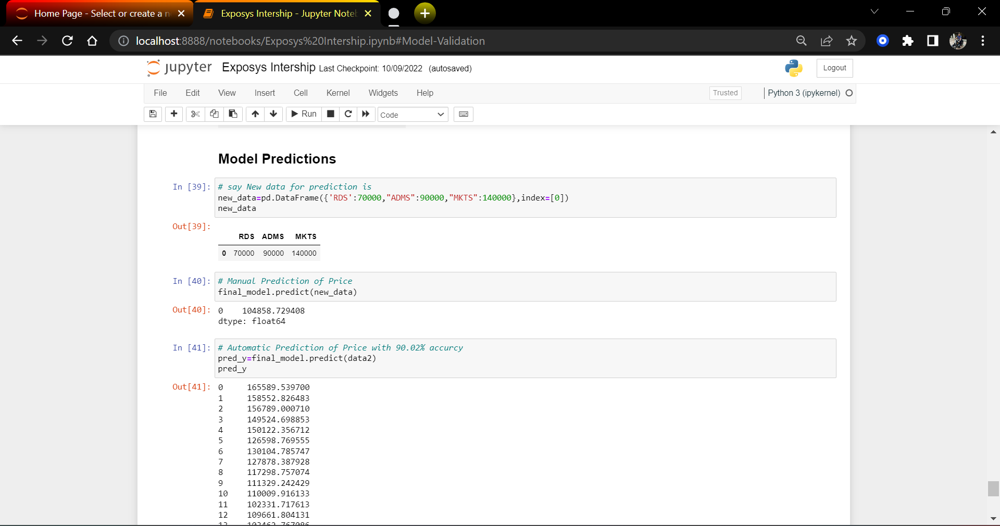 Home Page - Select or create a n
Exposys Intership - Jupyter Note
localhost:8888/notebooks/Exposys%20Intership.ipynb#Model-Validation
jupyter Exposys Intership Last Checkpoint: 10/09/2022 (autosaved)
Logout
File Edit View Insert Cell Kernel Widgets Help
Trusted
Python 3 (ipykernel)
Run
Code
Model Predictions
In [39]: # say New data for prediction is
new_data=pd.DataFrame({'RDS':70000,"ADMS":90000,"MKTS":140000},index=[0])
new_data
Out[39]:
RDS ADMS MKTS
0 70000 90000 140000
In [40]: # Manual Prediction of Price
final_model.predict(new_data)
Out[40]: 0 104858.729408
dtype: float64
In [41]: # Automatic Prediction of Price with 90.02% accurcy
pred_y=final_model.predict(data2)
pred_y
Out[41]: 0 165589.539700
1 158552.826483
2 156789.000710
3 149524.698853
4 150122.356712
5 126598.769555
6 130104.785747
7 127878.387928
8 117298.757074
9 111329.242429
10 110009.916133
11 102331.717613
12 109661.804131